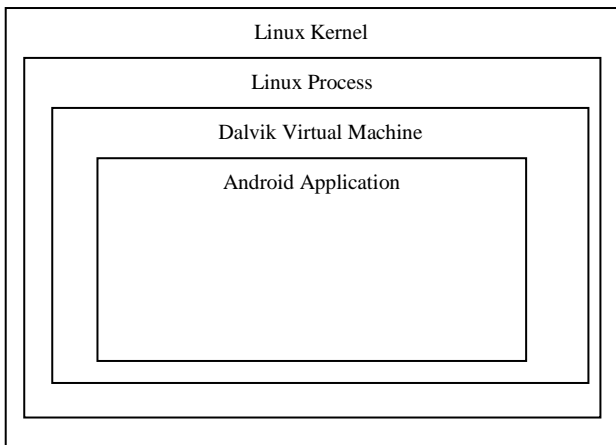 Linux Kernel
Linux Process
Dalvik Virtual Machine
Android Application